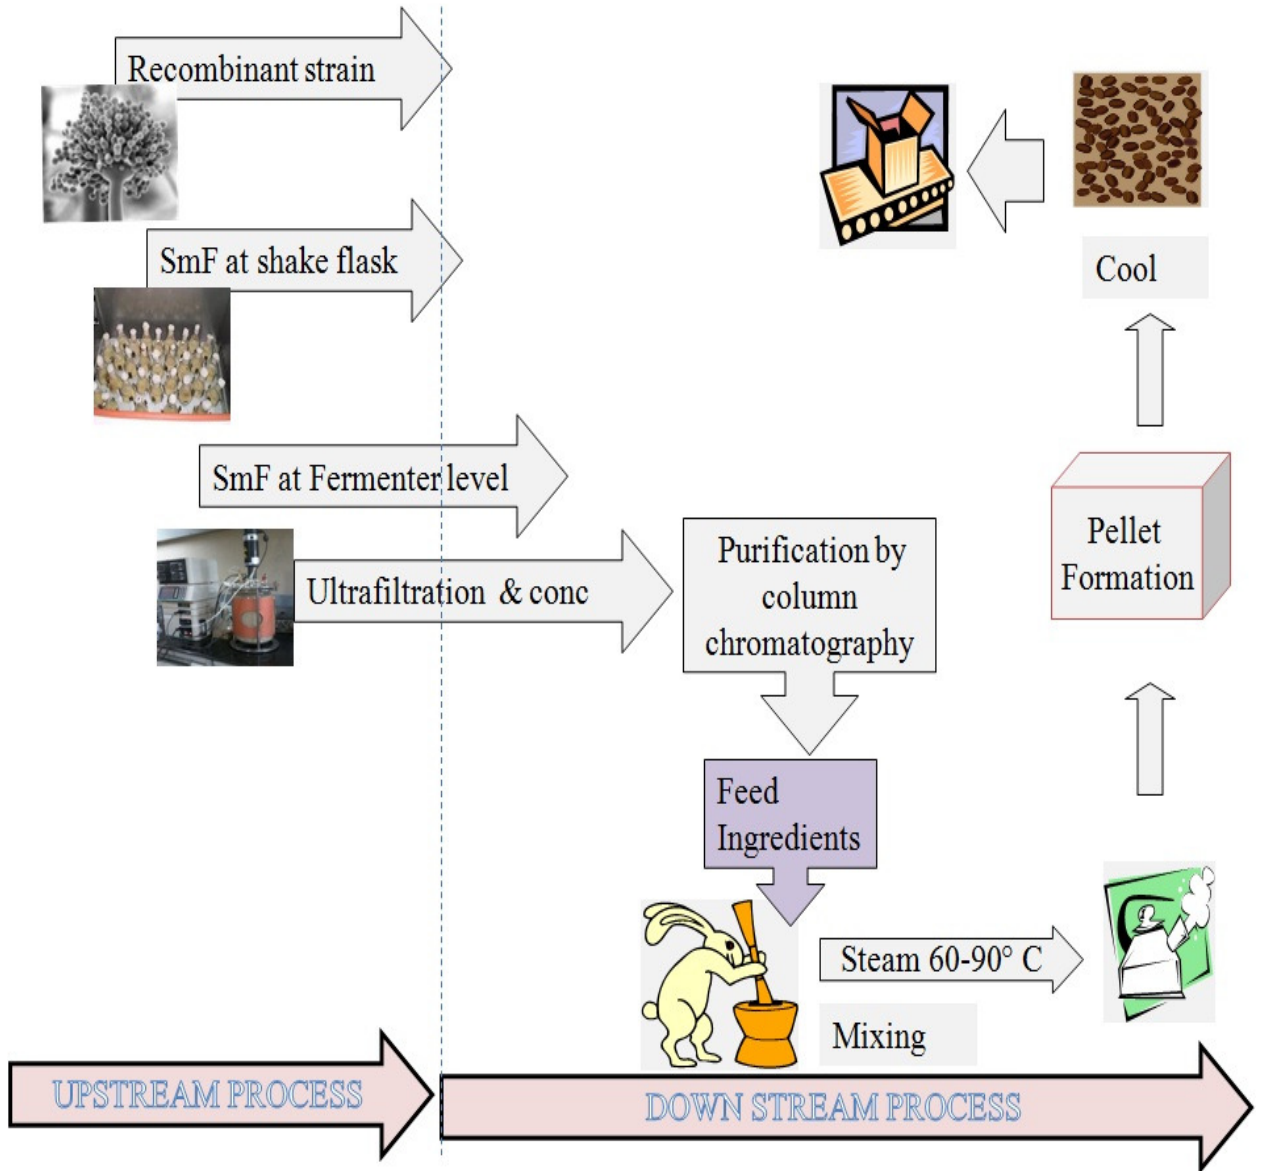 Recombinant strain
SmF at shake flask
SmF at Fermenter level
Ultrafiltration & conc
Purification by
column
chromatography
Feed
Ingredients
Mixing
Steam 60-90° C
Pellet
Formation
Cool
UPSTREAM PROCESS
DOWN STREAM PROCESS